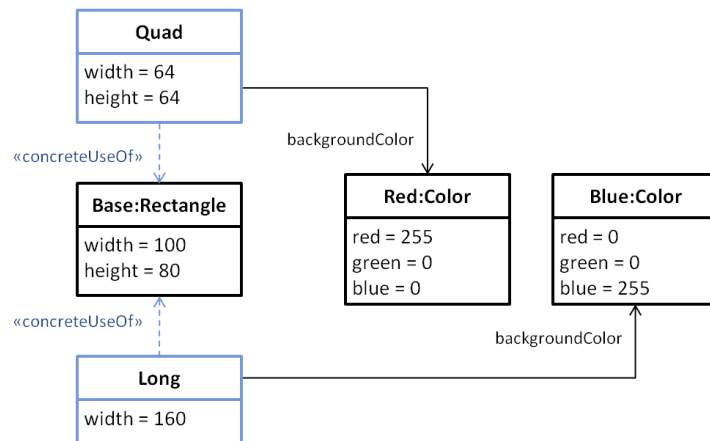 Quad
width = 64
height = 64
backgroundColor
«concreteUseOf»
Base:Rectangle
width = 100
height = 80
Red:Color
red = 255
green = 0
blue = 0
Blue:Color
red = 0
green = 0
blue = 255
«concreteUseOf»
backgroundColor
Long
width = 160